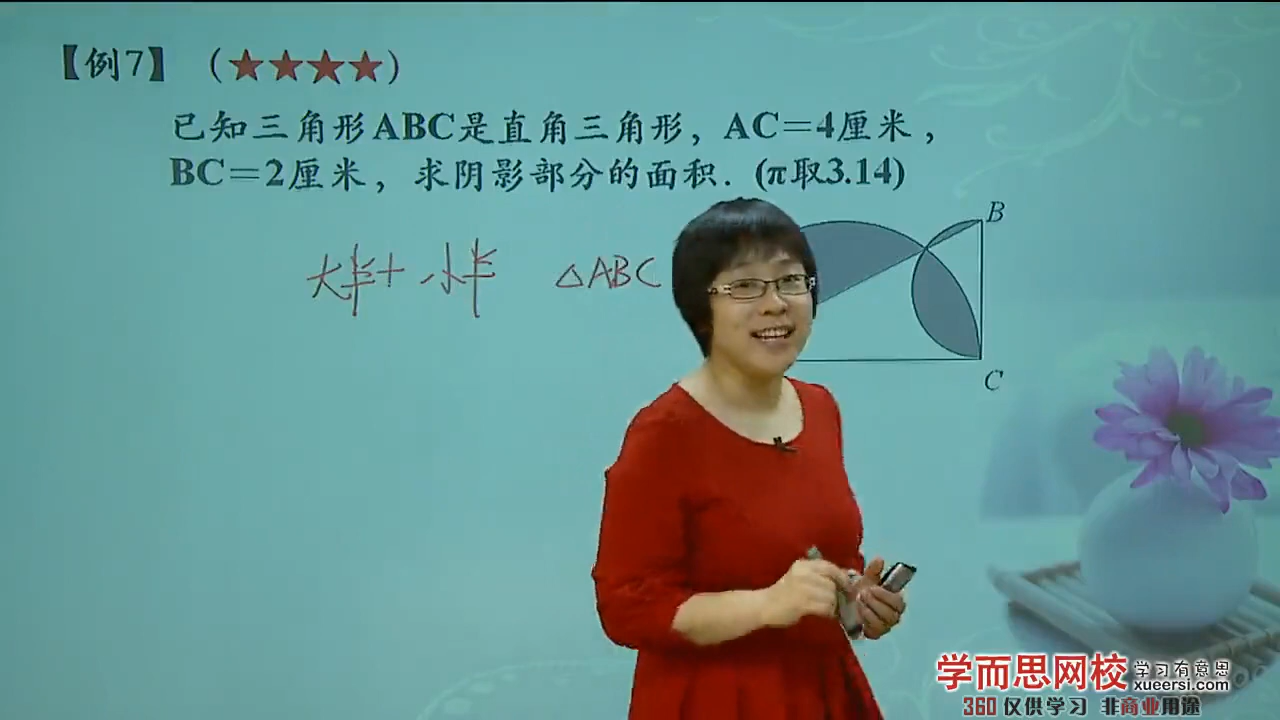 【例7】（★★★★）
已知三角形ABC是直角三角形，AC=4厘米，
BC=2厘米，求阴影部分的面积．(π取3.14)
B
大半+小半 △ABC
C
学而思网校 学习有意思
xueersi.com
360 仅供学习 非商业用途